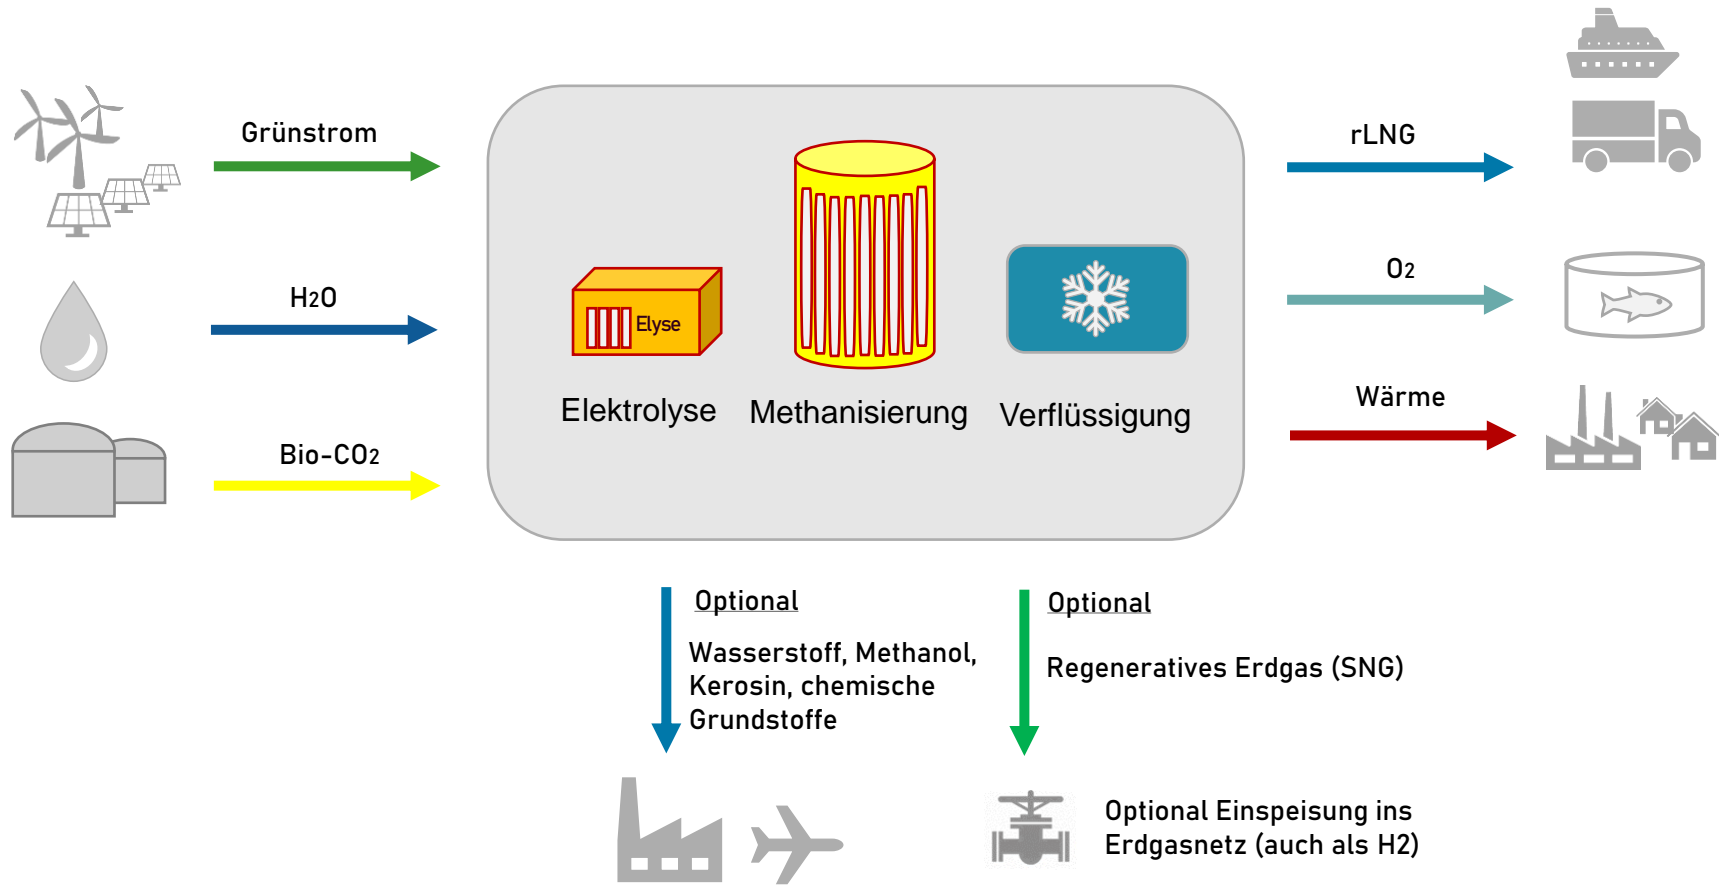 Grünstrom
H2O
Bio-CO2
Elyse
Elektrolyse
Methanisierung
Verflüssigung
rLNG
O2
Wärme
Optional
Wasserstoff, Methanol,
Kerosin, chemische
Grundstoffe
Optional
Regeneratives Erdgas (SNG)
Optional Einspeisung ins
Erdgasnetz (auch als H2)